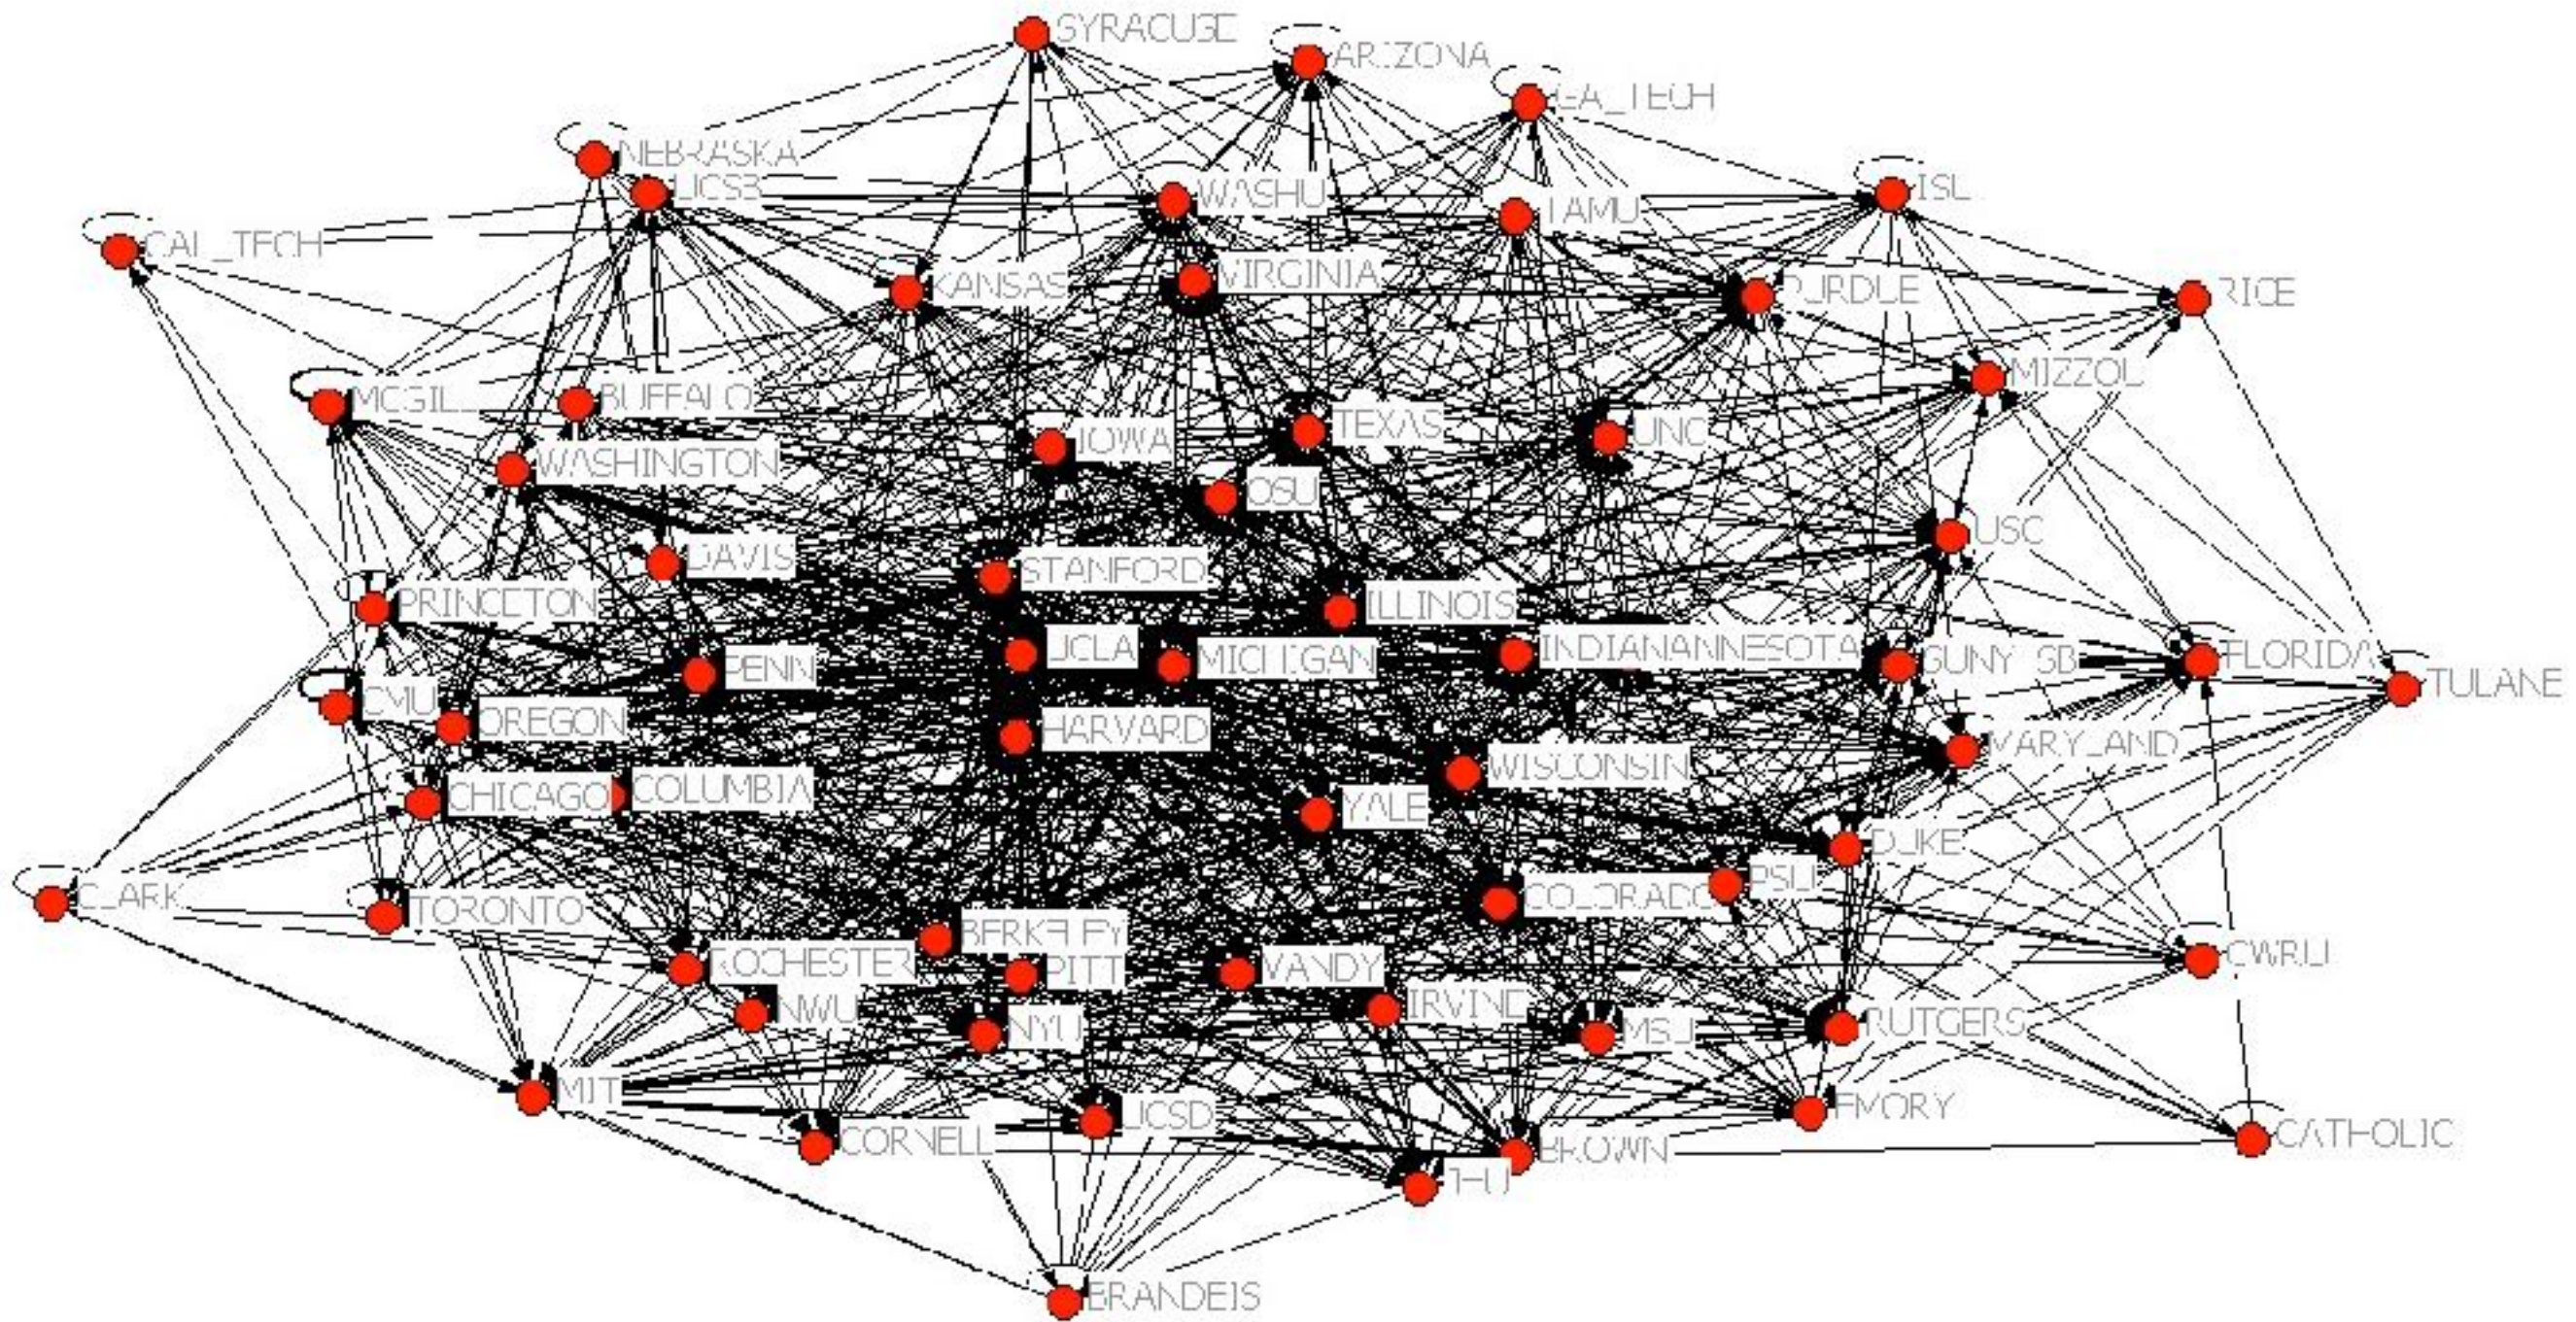 SYRACUSE
ARIZONA
GA_TECH
NEBRASKA
UCSB
WASHU
TAMU
ISU
CAL_TECH
KANSAS
VIRGINIA
PURDUE
RICE
MCGILL
BUFFALO
MIZZOU
IOWA
TEXAS
UNC
WASHINGTON
OSU
USC
DAVIS
STANFORD
PRINCETON
ILLINOIS
UCLA
MICHIGAN
INDIANANNESOTA
SUNY_SB
FLORIDA
TULANE
PENN
CMU
OREGON
HARVARD
MARYLAND
WISCONSIN
CHICAGO
COLUMBIA
YALE
DUKE
PSU
COLORADO
CLARK
TORONTO
BERKELEY
ROCHESTER
PITT
VANDY
CWRU
NWU
NYU
IRVINE
MSU
RUTGERS
MIT
UCSD
EMORY
CORNELL
BROWN
CATHOLIC
BRANDEIS